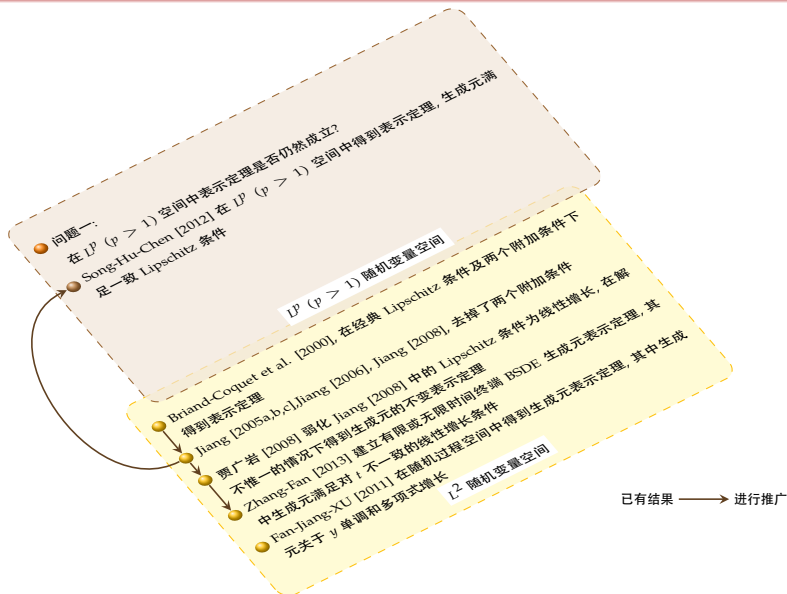 问题一:
在 Lᵖ (p > 1) 空间中表示定理是否仍然成立?
Song-Hu-Chen [2012] 在 Lᵖ (p > 1) 空间中得到表示定理, 生成元满
足一致 Lipschitz 条件
Lᵖ (p > 1) 随机变量空间
Briand-Coquet et al. [2000], 在经典 Lipschitz 条件及两个附加条件下
得到表示定理
Jiang [2005a,b,c],Jiang [2006], Jiang [2008], 去掉了两个附加条件
贾广岩 [2008] 弱化 Jiang [2008] 中的 Lipschitz 条件为线性增长, 在解
不惟一的情况下得到生成元的不变表示定理
Zhang-Fan [2013] 建立有限或无限时间终端 BSDE 生成元表示定理, 其
中生成元满足对 t 不一致的线性增长条件
Fan-Jiang-XU [2011] 在随机过程空间中得到生成元表示定理, 其中生成
元关于 y 单调和多项式增长
L² 随机变量空间
已有结果
进行推广